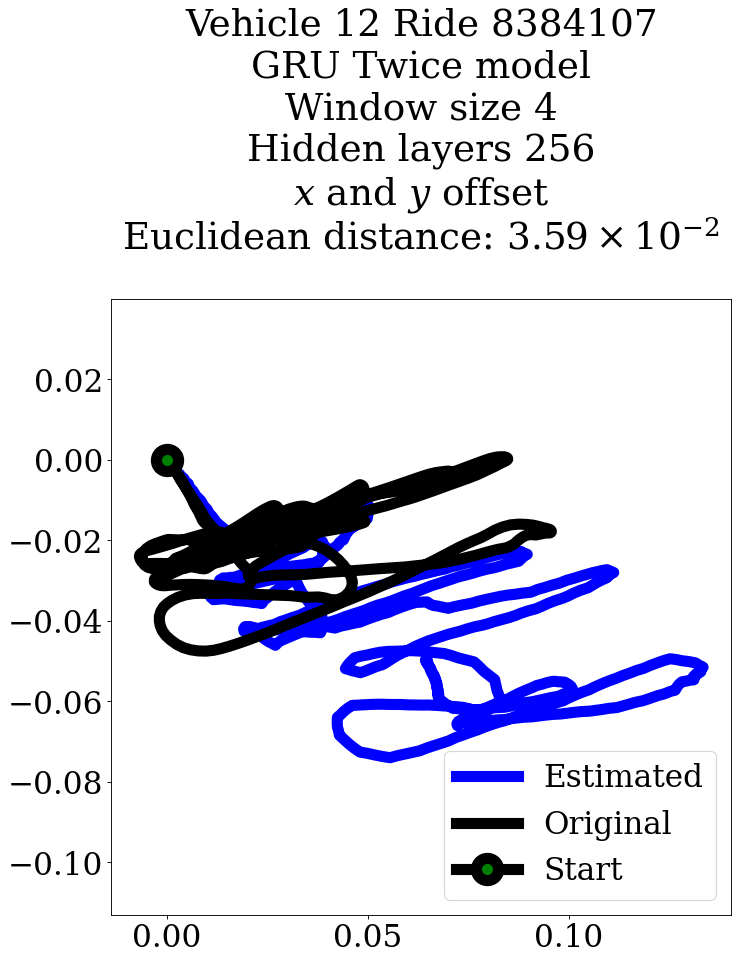 Vehicle 12 Ride 8384107
GRU Twice model
Window size 4
Hidden layers 256
x and y offset
Euclidean distance: 3.59 × 10⁻²
0.02
0.00
−0.02
−0.04
−0.06
−0.08
−0.10
Estimated
Original
Start
0.00 0.05 0.10